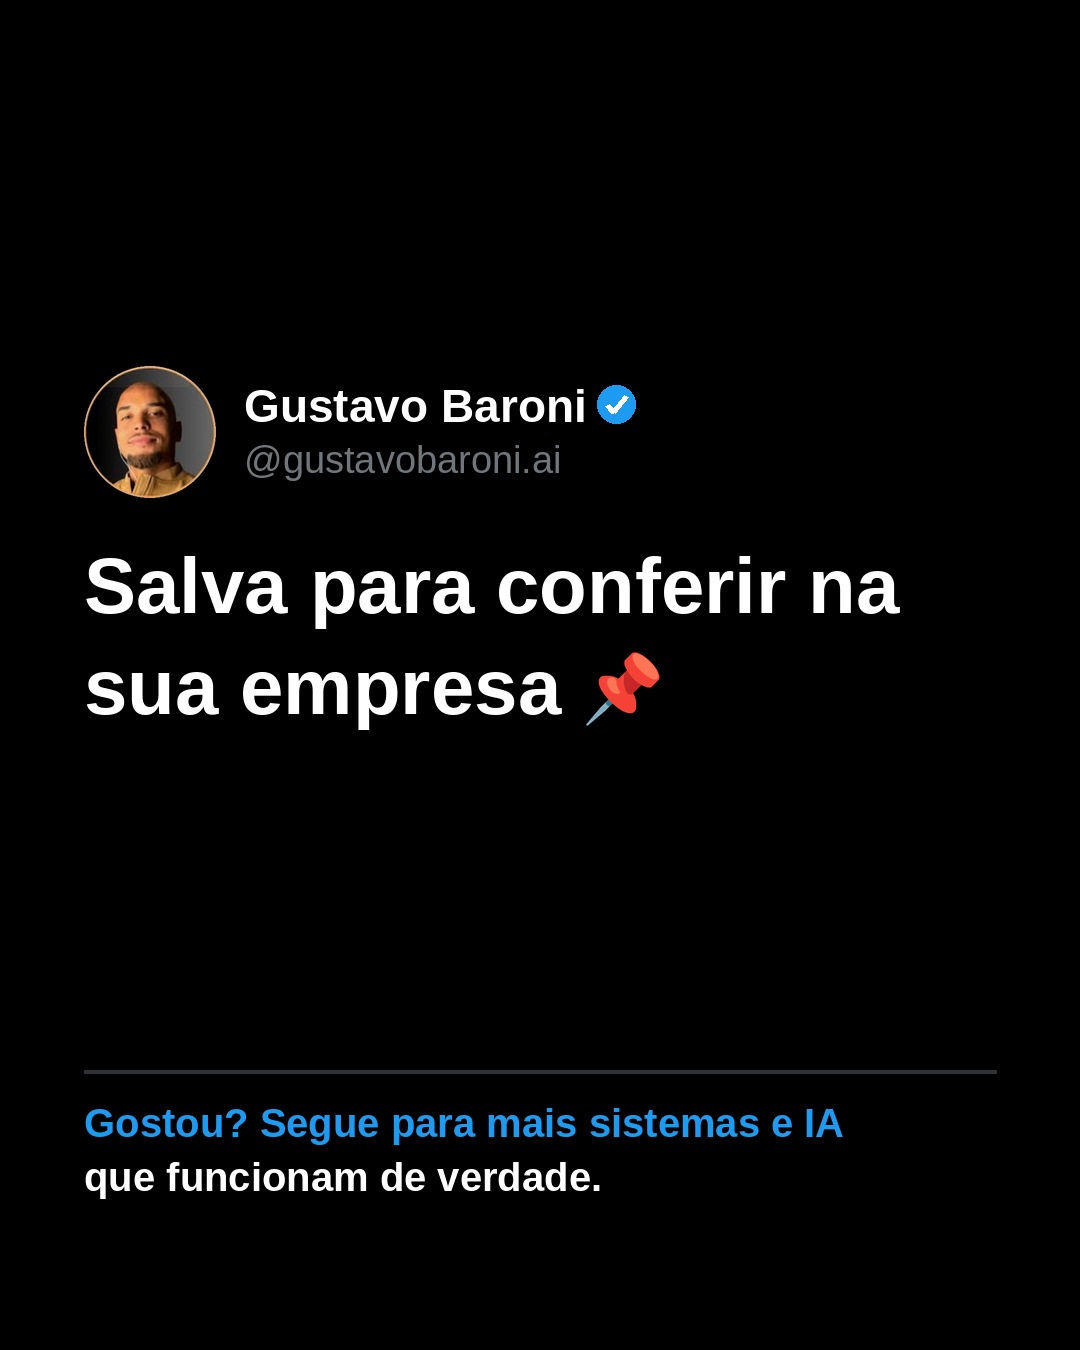 Gustavo Baroni
@gustavobaroni.ai
Salva para conferir na
sua empresa 📌
Gostou? Segue para mais sistemas e IA
que funcionam de verdade.